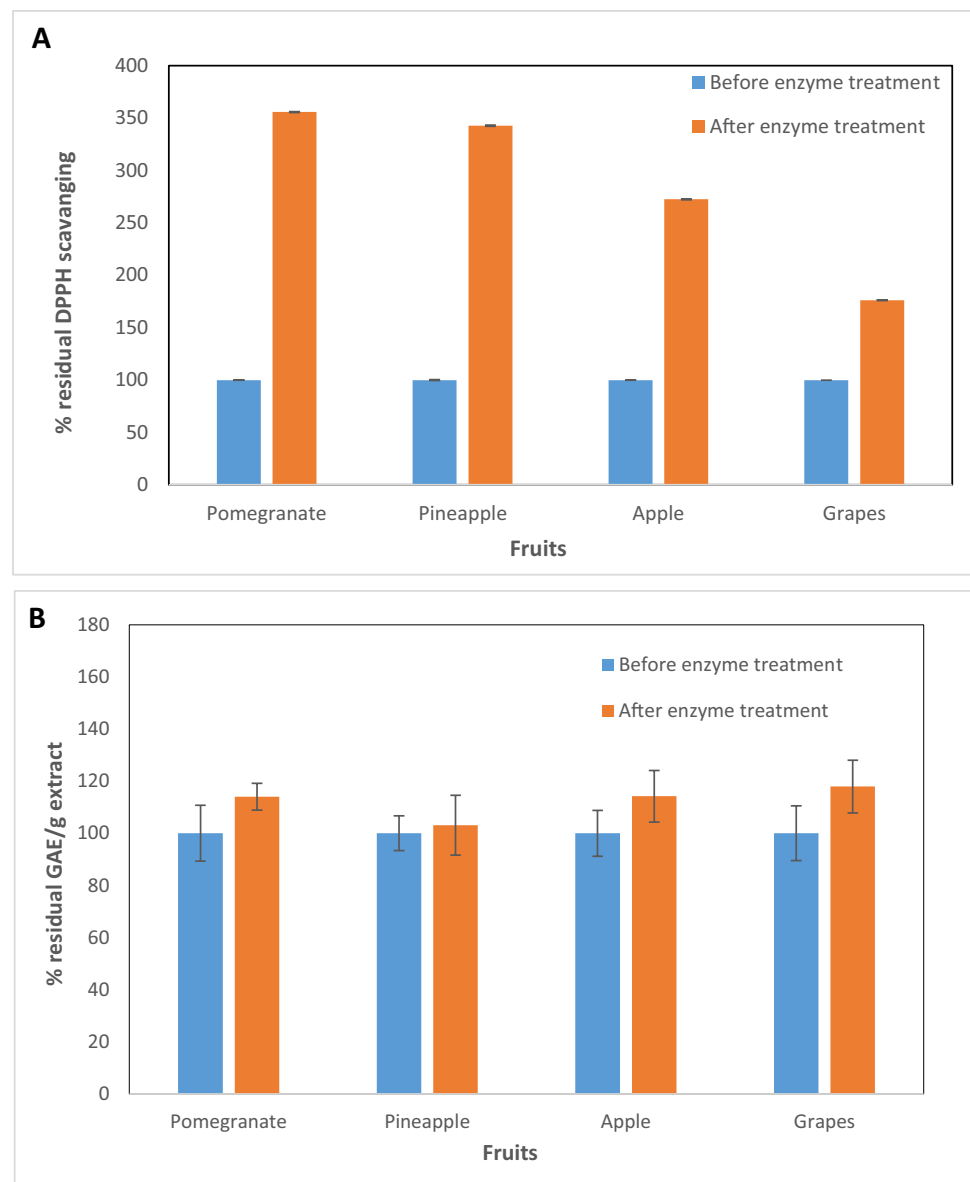 A
400
350
300
250
200
150
100
50
0
% residual DPPH scavanging
Before enzyme treatment
After enzyme treatment
Pomegranate Pineapple Apple Grapes
Fruits
B
180
160
140
120
100
80
60
40
20
0
% residual GAE/g extract
Before enzyme treatment
After enzyme treatment
Pomegranate Pineapple Apple Grapes
Fruits